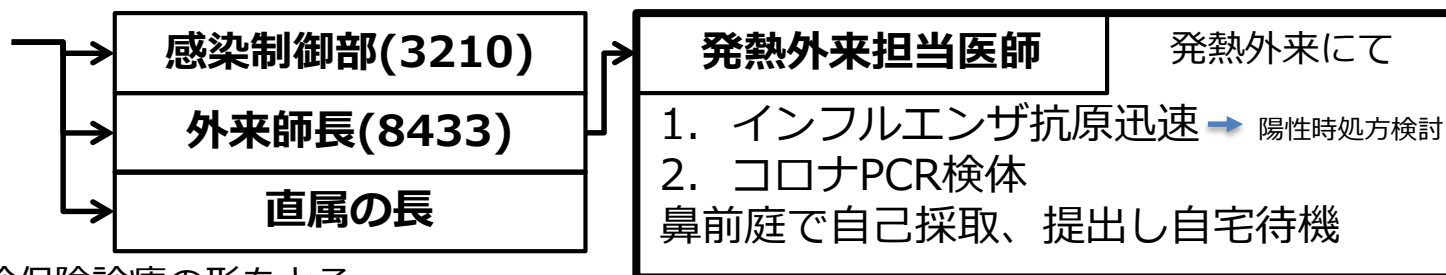 感染制御部(3210)
外来師長(8433)
直属の長
発熱外来担当医師
発熱外来にて
1. インフルエンザ抗原迅速 陽性時処方検討
2. コロナPCR検体
鼻前庭で自己採取、提出し自宅待機
保険診療の形をとる